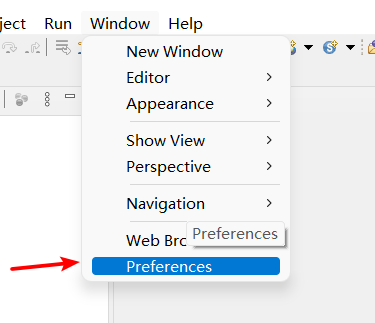 ject Run Window Help
New Window
Editor
Appearance
Show View
Perspective
Navigation
Preferences
Web Bro
Preferences